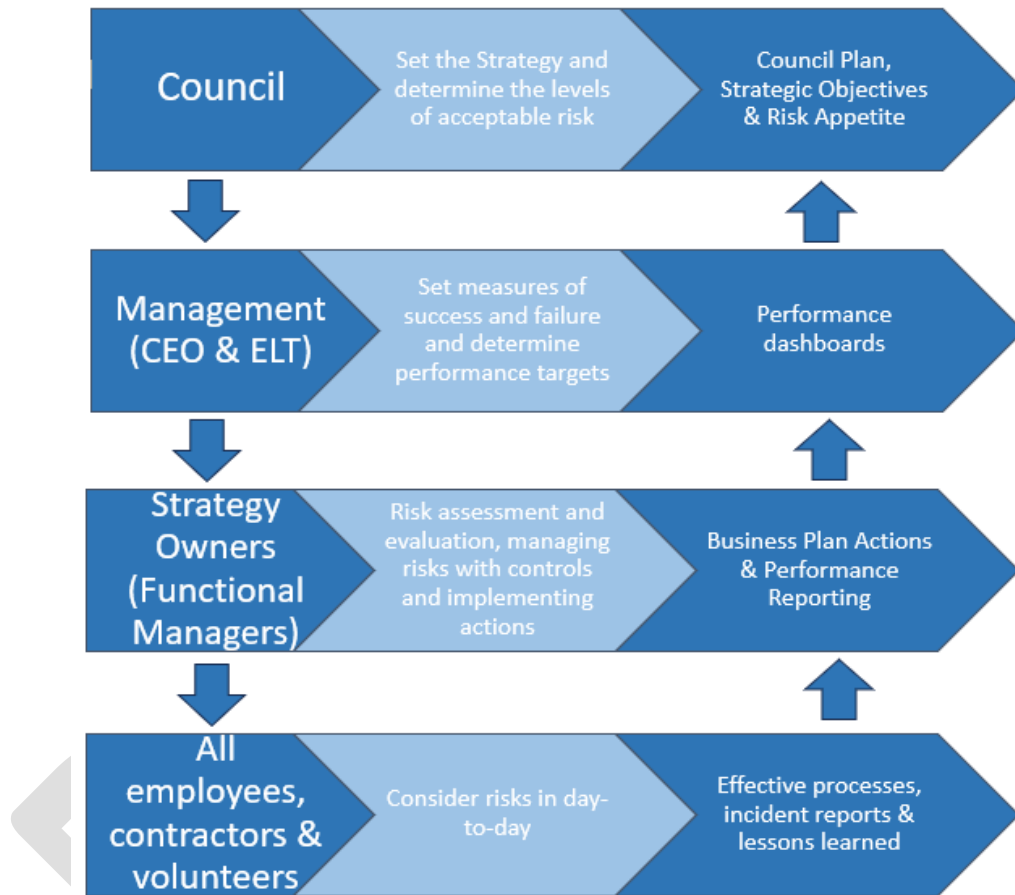 Council
Set the Strategy and
determine the levels
of acceptable risk
Council Plan,
Strategic Objectives
& Risk Appetite
Management
(CEO & ELT)
Set measures of
success and failure
and determine
performance targets
Performance
dashboards
Strategy
Owners
(Functional
Managers)
Risk assessment and
evaluation, managing
risks with controls
and implementing
actions
Business Plan Actions
& Performance
Reporting
All
employees,
contractors &
volunteers
Consider risks in day-
to-day
Effective processes,
incident reports &
lessons learned